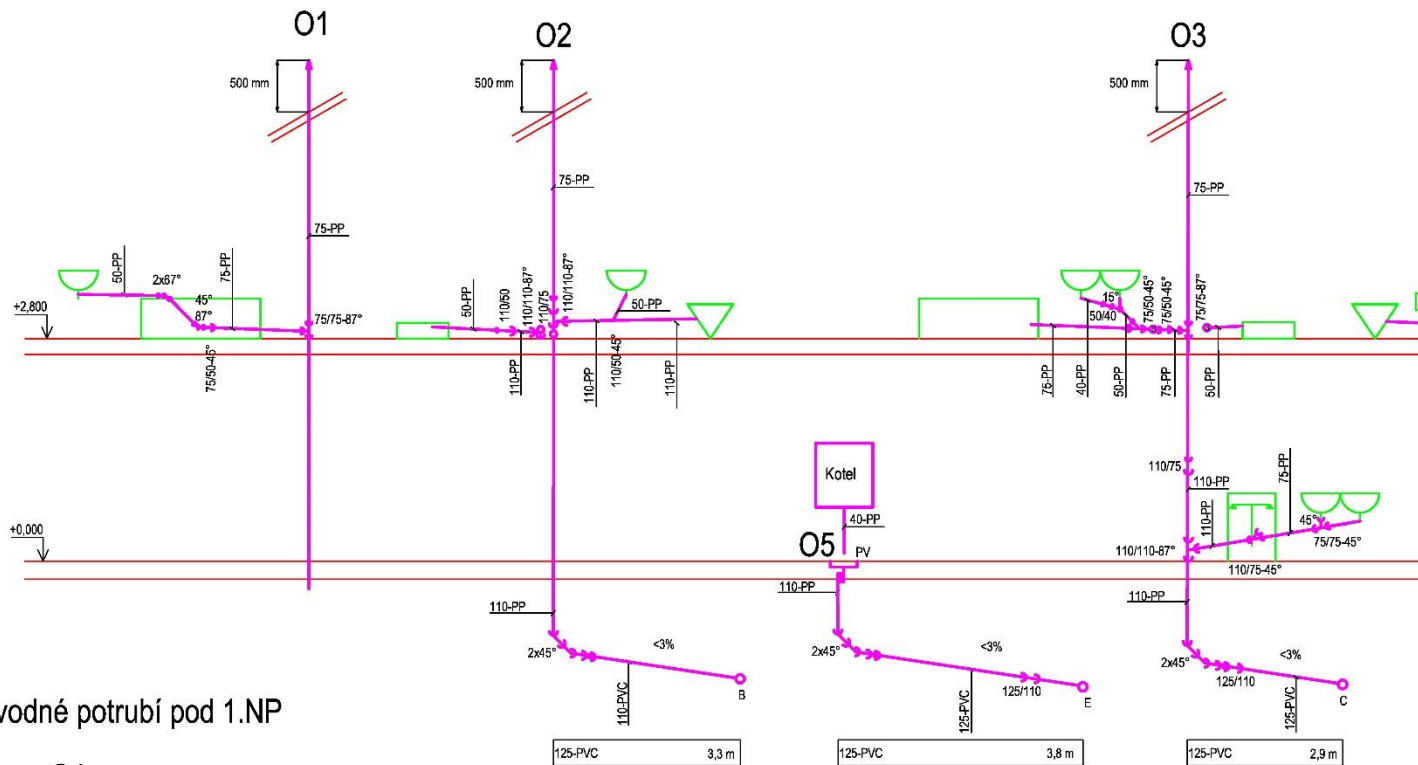 O1
O2
O3
500 mm
500 mm
500 mm
75-PP
75-PP
75-PP
50-PP
2x67°
45°
87°
75-PP
75/75-87°
75/50-45°
50-PP
110/50
110/110-87°
110/75
110/110-87°
50-PP
110-PP
110-PP
110/50-45°
110-PP
15°
50/40
75/50-45°
75/50-45°
75/75-87°
75-PP
40-PP
50-PP
75-PP
50-PP
+2,800
Kotel
40-PP
110/75
110-PP
75-PP
110-PP
45°
75/75-45°
110/110-87°
110/75-45°
+0,000
O5
PV
110-PP
110-PP
110-PP
2x45°
<3%
110-PVC
B
2x45°
<3%
125-PVC
125/110
E
2x45°
<3%
125/110
125-PVC
C
vodné potrubí pod 1.NP
125-PVC 3,3 m
125-PVC 3,8 m
125-PVC 2,9 m